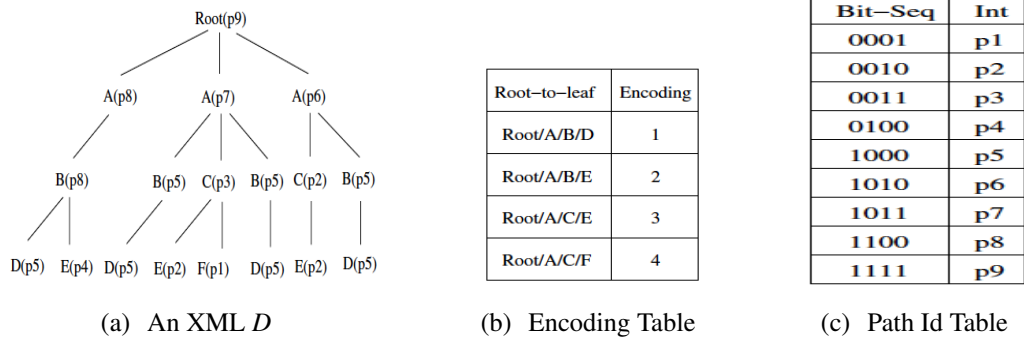 Root(p9)
A(p8) A(p7) A(p6)
B(p8) B(p5) C(p3) B(p5) C(p2) B(p5)
D(p5) E(p4) D(p5) E(p2) F(p1) D(p5) E(p2) D(p5)
(a) An XML D
Root−to−leaf Encoding
Root/A/B/D 1
Root/A/B/E 2
Root/A/C/E 3
Root/A/C/F 4
(b) Encoding Table
Bit−Seq Int
0001 p1
0010 p2
0011 p3
0100 p4
1000 p5
1010 p6
1011 p7
1100 p8
1111 p9
(c) Path Id Table